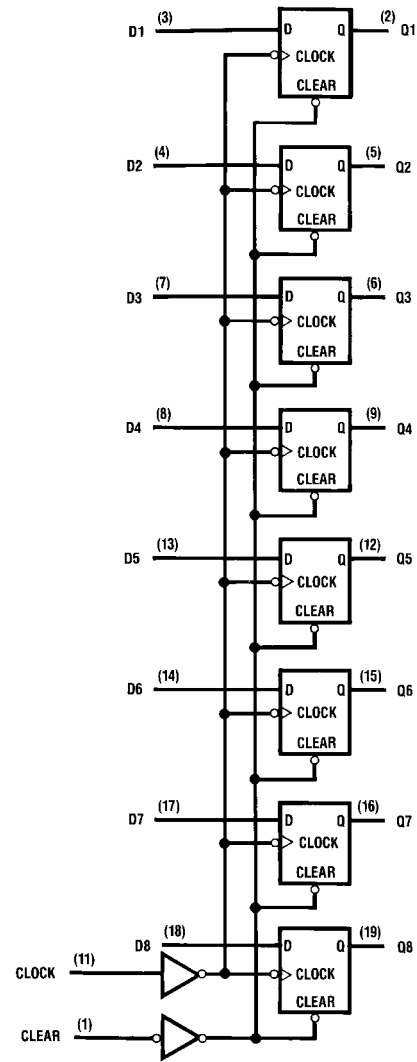 D1 (3) D Q (2) Q1
CLOCK
CLEAR
D2 (4) D Q (5) Q2
CLOCK
CLEAR
D3 (7) D Q (6) Q3
CLOCK
CLEAR
D4 (8) D Q (9) Q4
CLOCK
CLEAR
D5 (13) D Q (12) Q5
CLOCK
CLEAR
D6 (14) D Q (15) Q6
CLOCK
CLEAR
D7 (17) D Q (16) Q7
CLOCK
CLEAR
D8 (18) D Q (19) Q8
CLOCK (11) CLOCK
CLEAR
CLEAR (1)